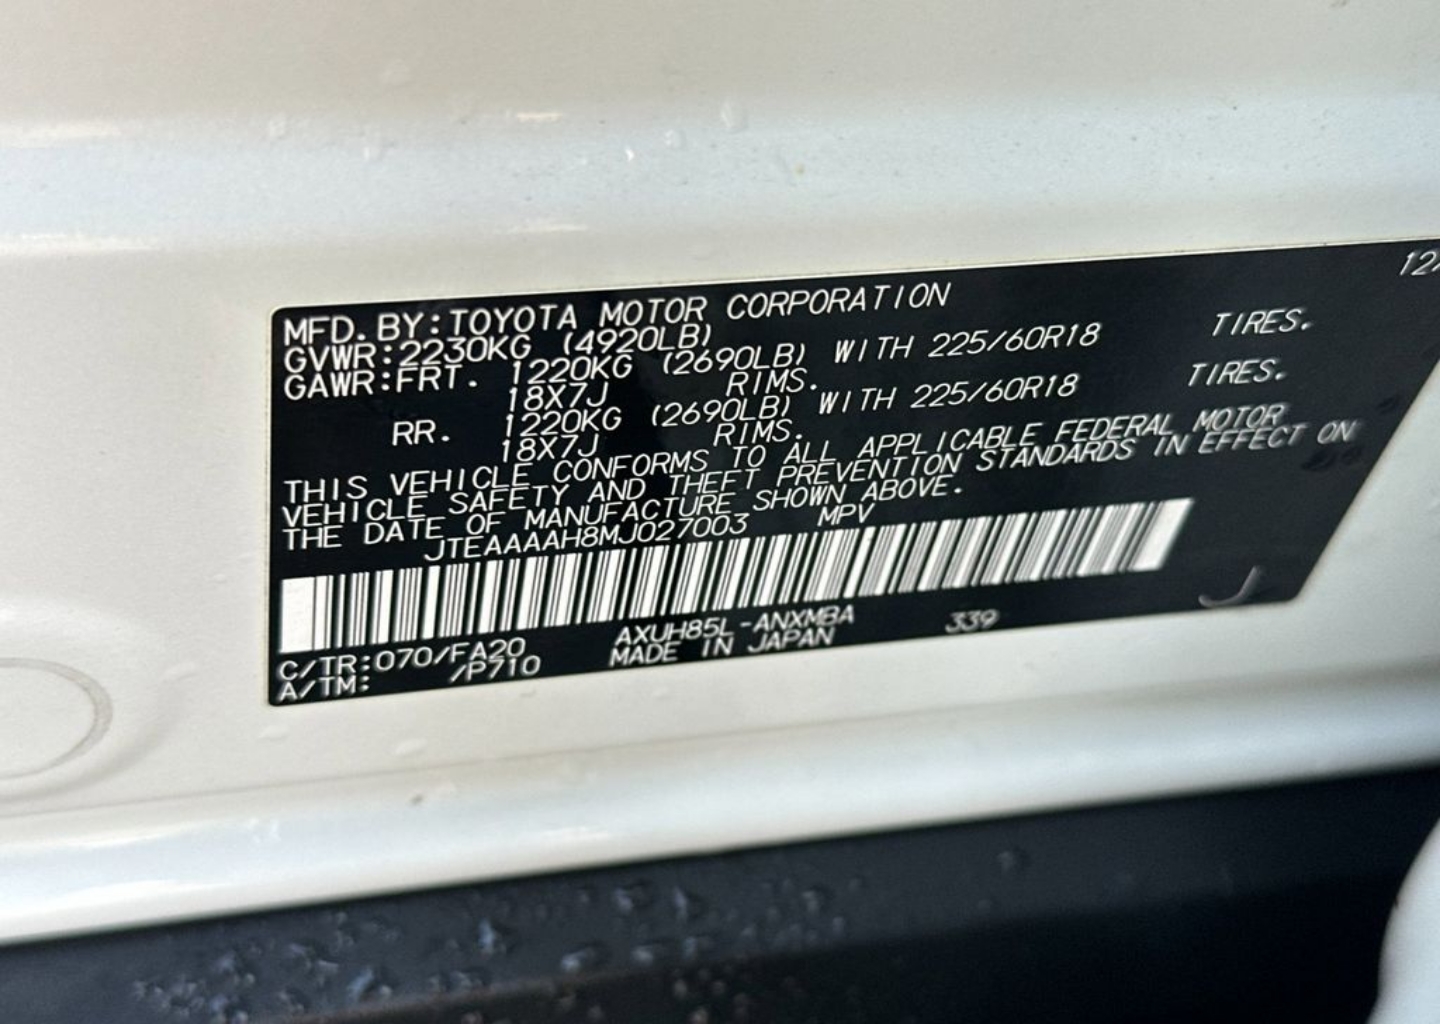 12/
MFD. BY: TOYOTA MOTOR CORPORATION
GVWR: 2230KG (4920LB)
GAWR: FRT. 1220KG (2690LB) WITH 225/60R18 TIRES.
18X7J RIMS.
RR. 1220KG (2690LB) WITH 225/60R18 TIRES.
18X7J RIMS.
THIS VEHICLE CONFORMS TO ALL APPLICABLE FEDERAL MOTOR
VEHICLE SAFETY AND THEFT PREVENTION STANDARDS IN EFFECT ON
THE DATE OF MANUFACTURE SHOWN ABOVE.
JTEAAAAH8MJ027003 MPV
C/TR: 070/FA20 AXUH85L-ANXMBA 339
A/TM: /P710 MADE IN JAPAN
J